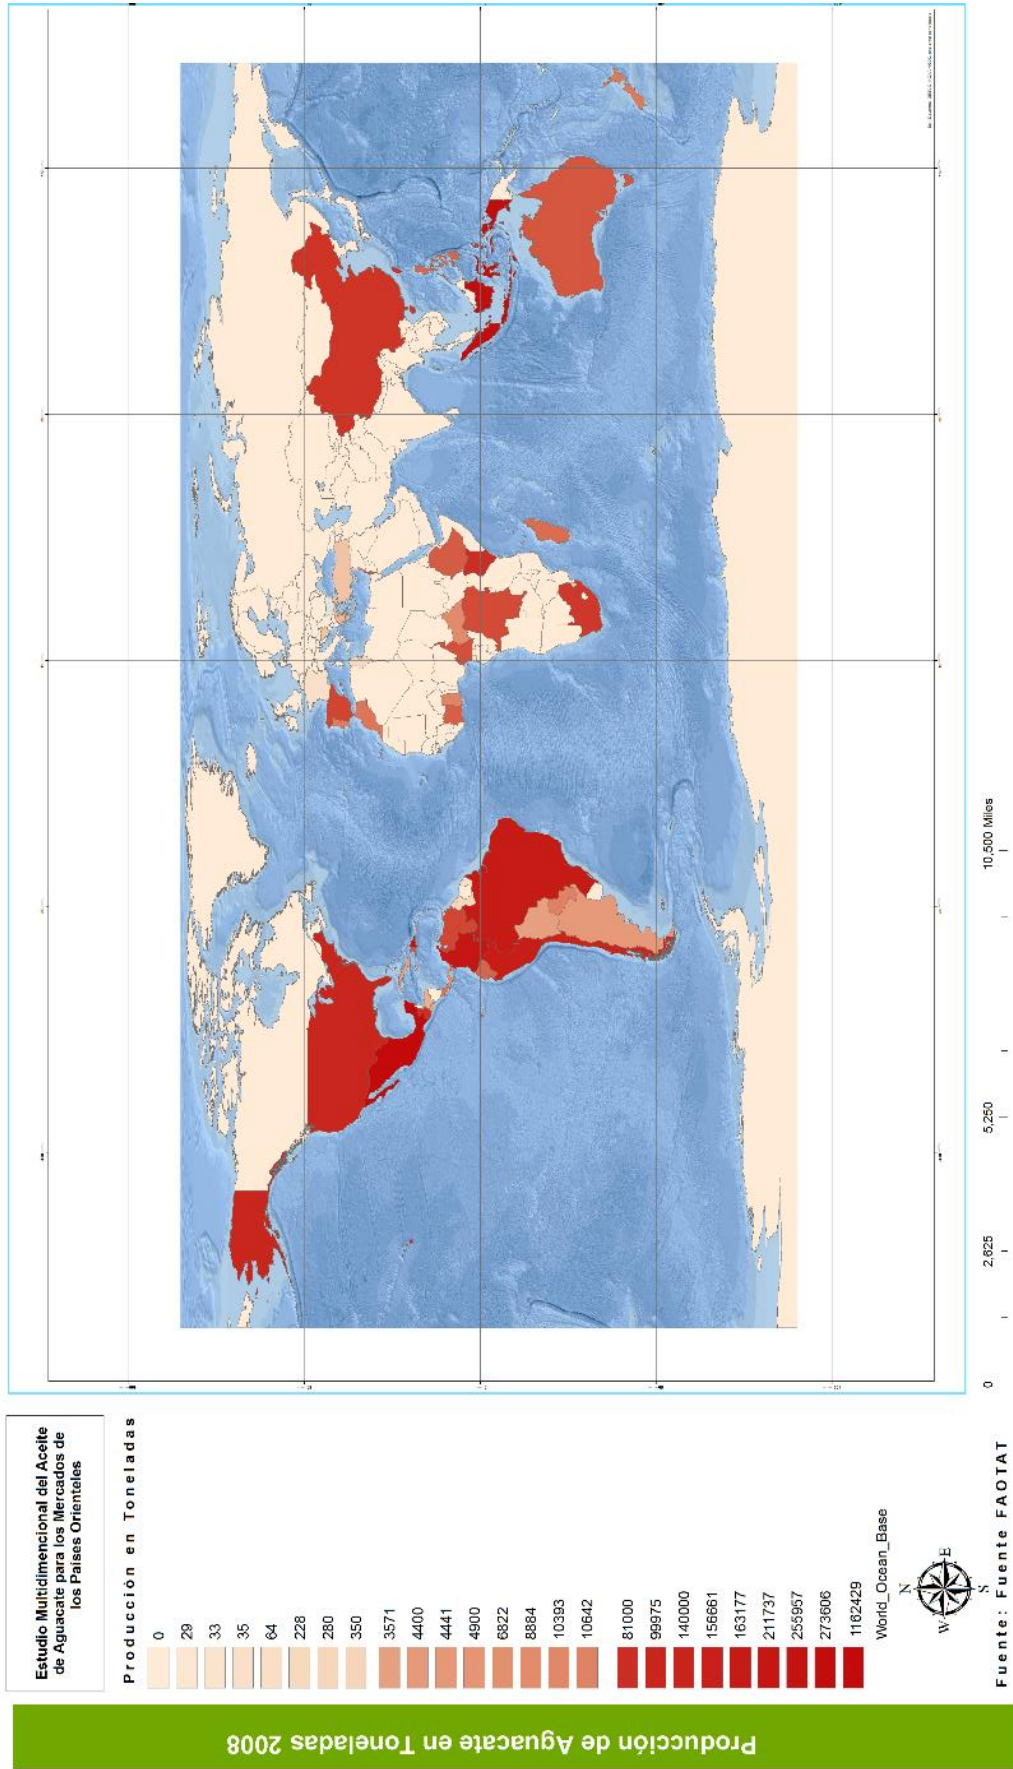 Producción de Aguacate en Toneladas 2008
Estudio Multidimencional del Aceite
de Aguacate para los Mercados de
los Paises Orienteles
Producción en Toneladas
0
29
33
35
64
228
280
350
3571
4400
4441
4900
6822
8884
10393
10642
81000
99975
140000
156661
163177
211737
255957
273606
1162429
World_Ocean_Base
N
W
E
S
Fuente: Fuente FAOTAT
0
2,625
5,250
10,500 Miles